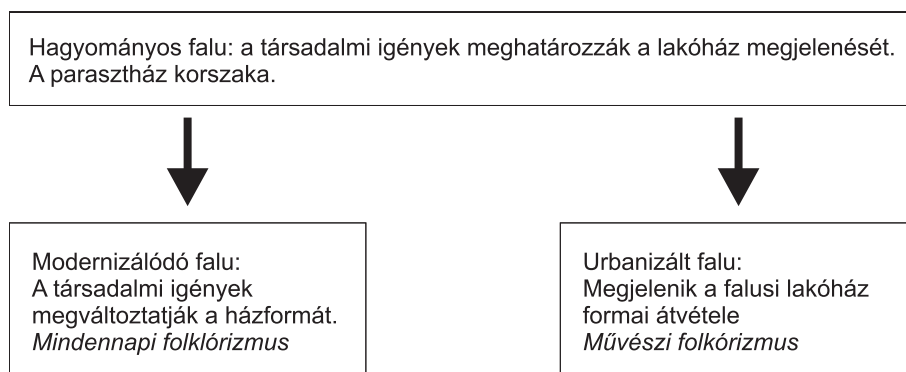 Hagyományos falu: a társadalmi igények meghatározzák a lakóház megjelenését.
A parasztház korszaka.
Modernizálódó falu:
A társadalmi igények
megváltoztatják a házformát.
Mindennapi folklórizmus
Urbanizált falu:
Megjelenik a falusi lakóház
formai átvétele
Művészi folkórizmus